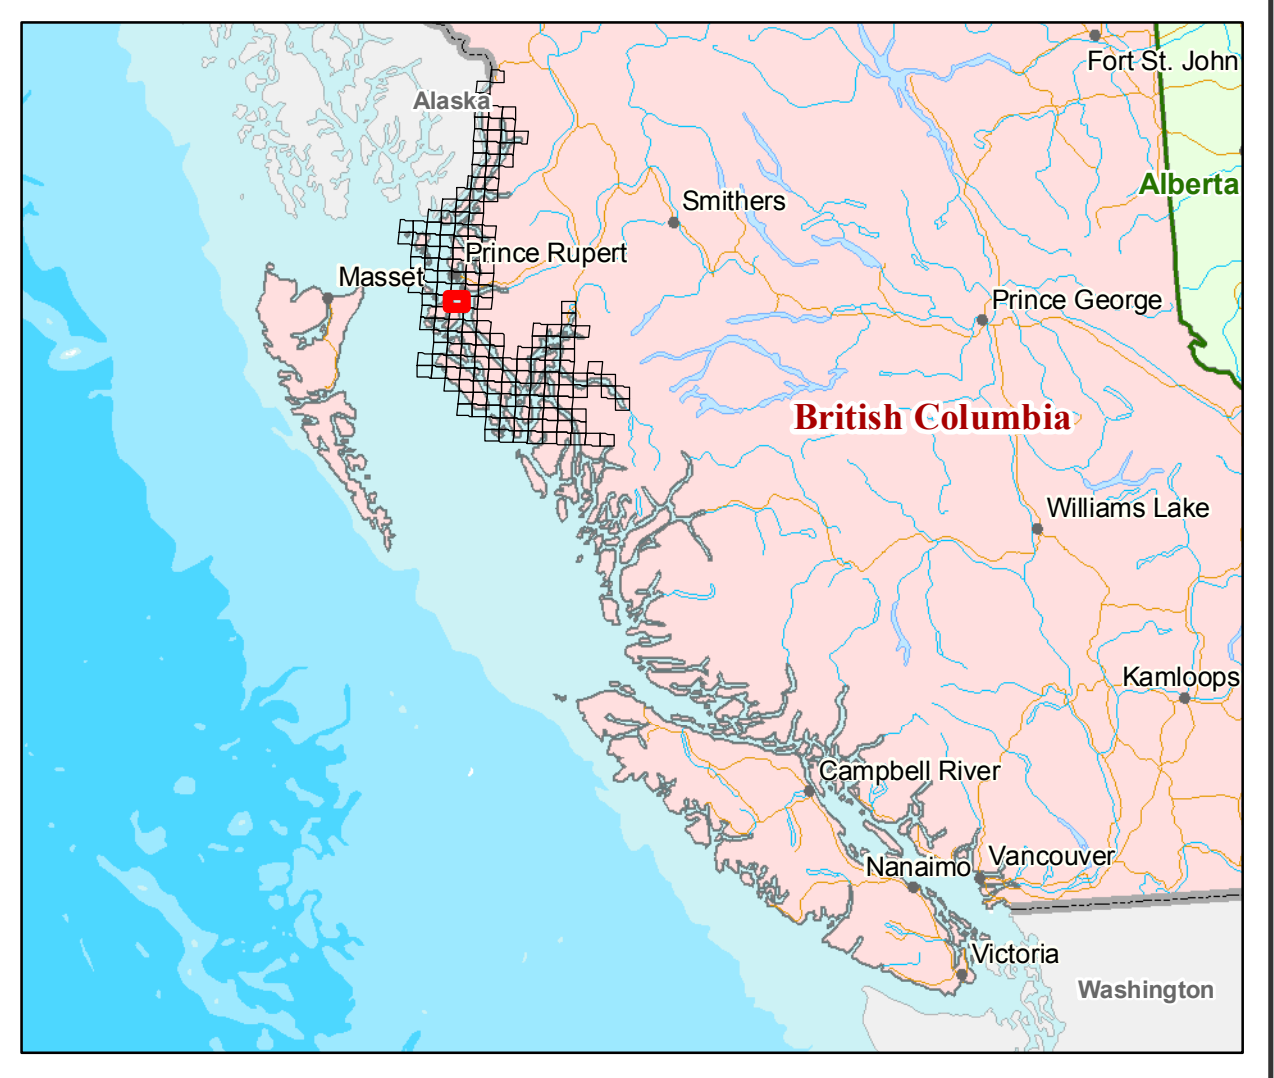 Fort St. John
Alaska
Alberta
Smithers
Prince Rupert
Masset
Prince George
British Columbia
Williams Lake
Kamloops
Campbell River
Vancouver
Nanaimo
Victoria
Washington